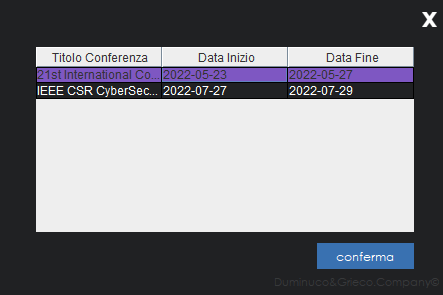 X
Titolo Conferenza Data Inizio Data Fine
21st International Co... 2022-05-23 2022-05-27
IEEE CSR CyberSec... 2022-07-27 2022-07-29
conferma
Duminuco&Grieco.Company©